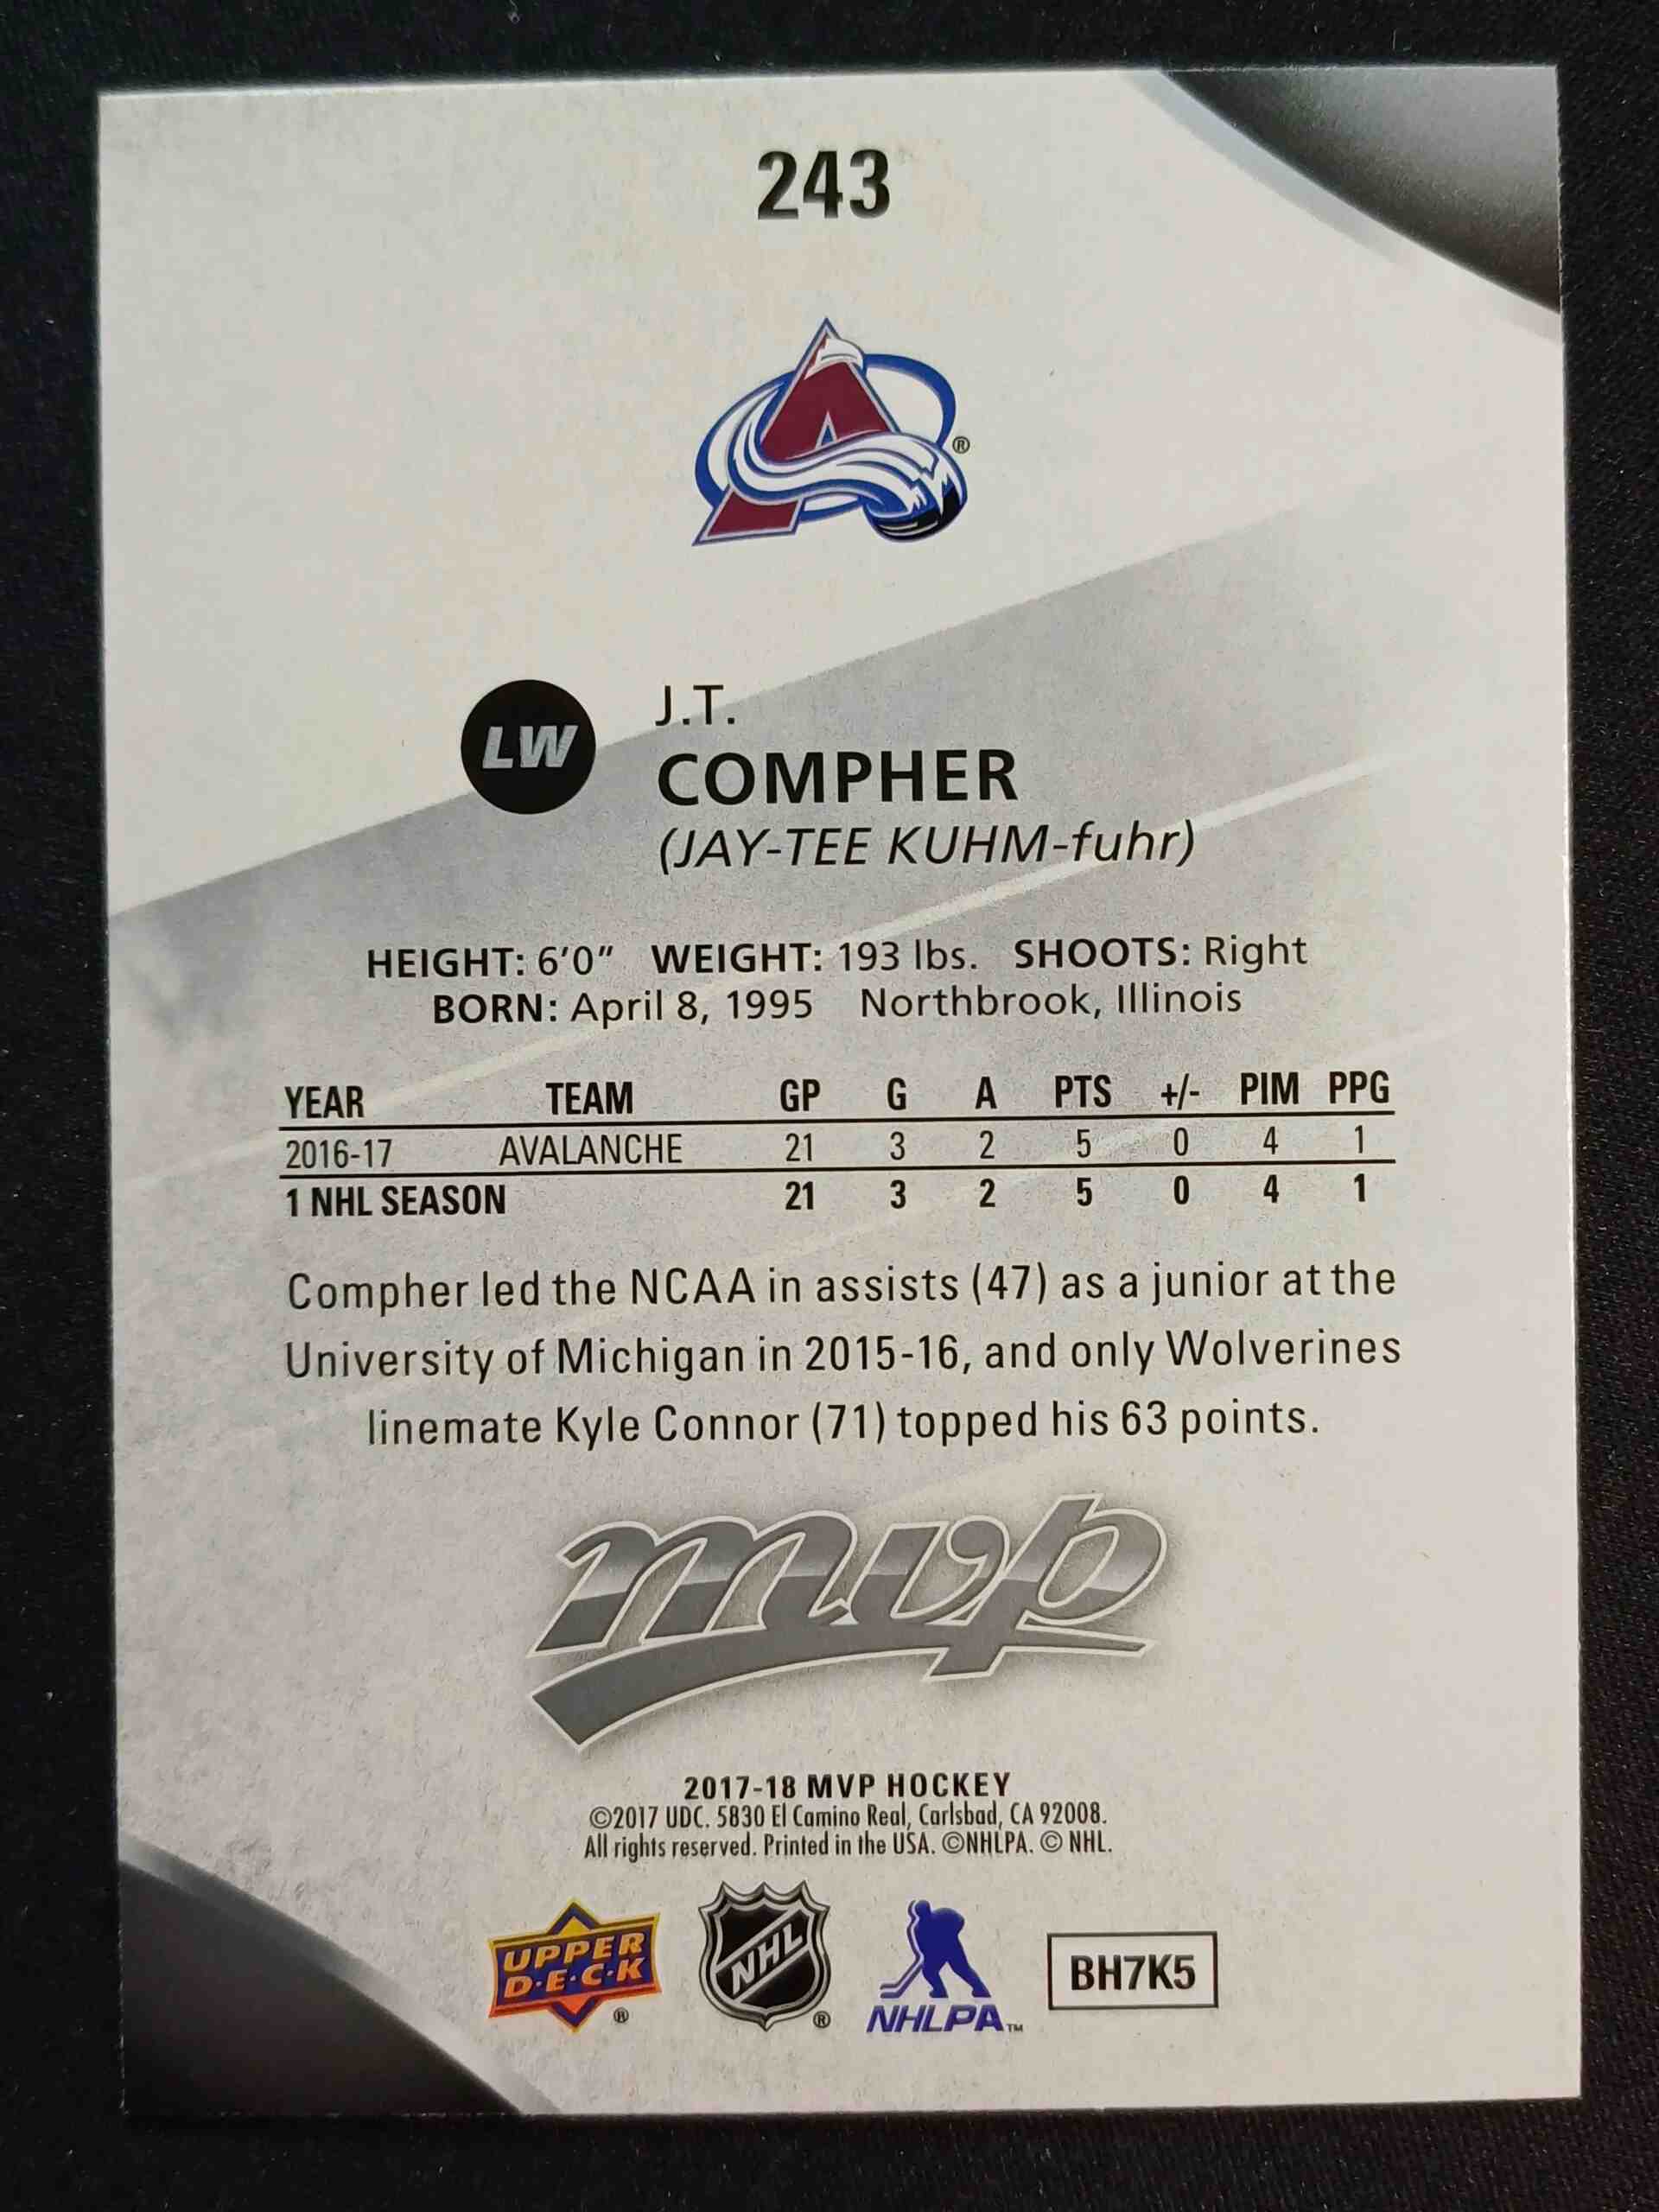 243
®
LW
J.T.
COMPHER
(JAY-TEE KUHM-fuhr)
HEIGHT: 6'0" WEIGHT: 193 lbs. SHOOTS: Right
BORN: April 8, 1995 Northbrook, Illinois
YEAR TEAM GP G A PTS +/- PIM PPG
2016-17 AVALANCHE 21 3 2 5 0 4 1
1 NHL SEASON 21 3 2 5 0 4 1
Compher led the NCAA in assists (47) as a junior at the
University of Michigan in 2015-16, and only Wolverines
linemate Kyle Connor (71) topped his 63 points.
mvp
2017-18 MVP HOCKEY
©2017 UDC. 5830 El Camino Real, Carlsbad, CA 92008.
All rights reserved. Printed in the USA. ©NHLPA. © NHL.
UPPER
D·E·C·K ®
NHL ®
NHLPA™
BH7K5